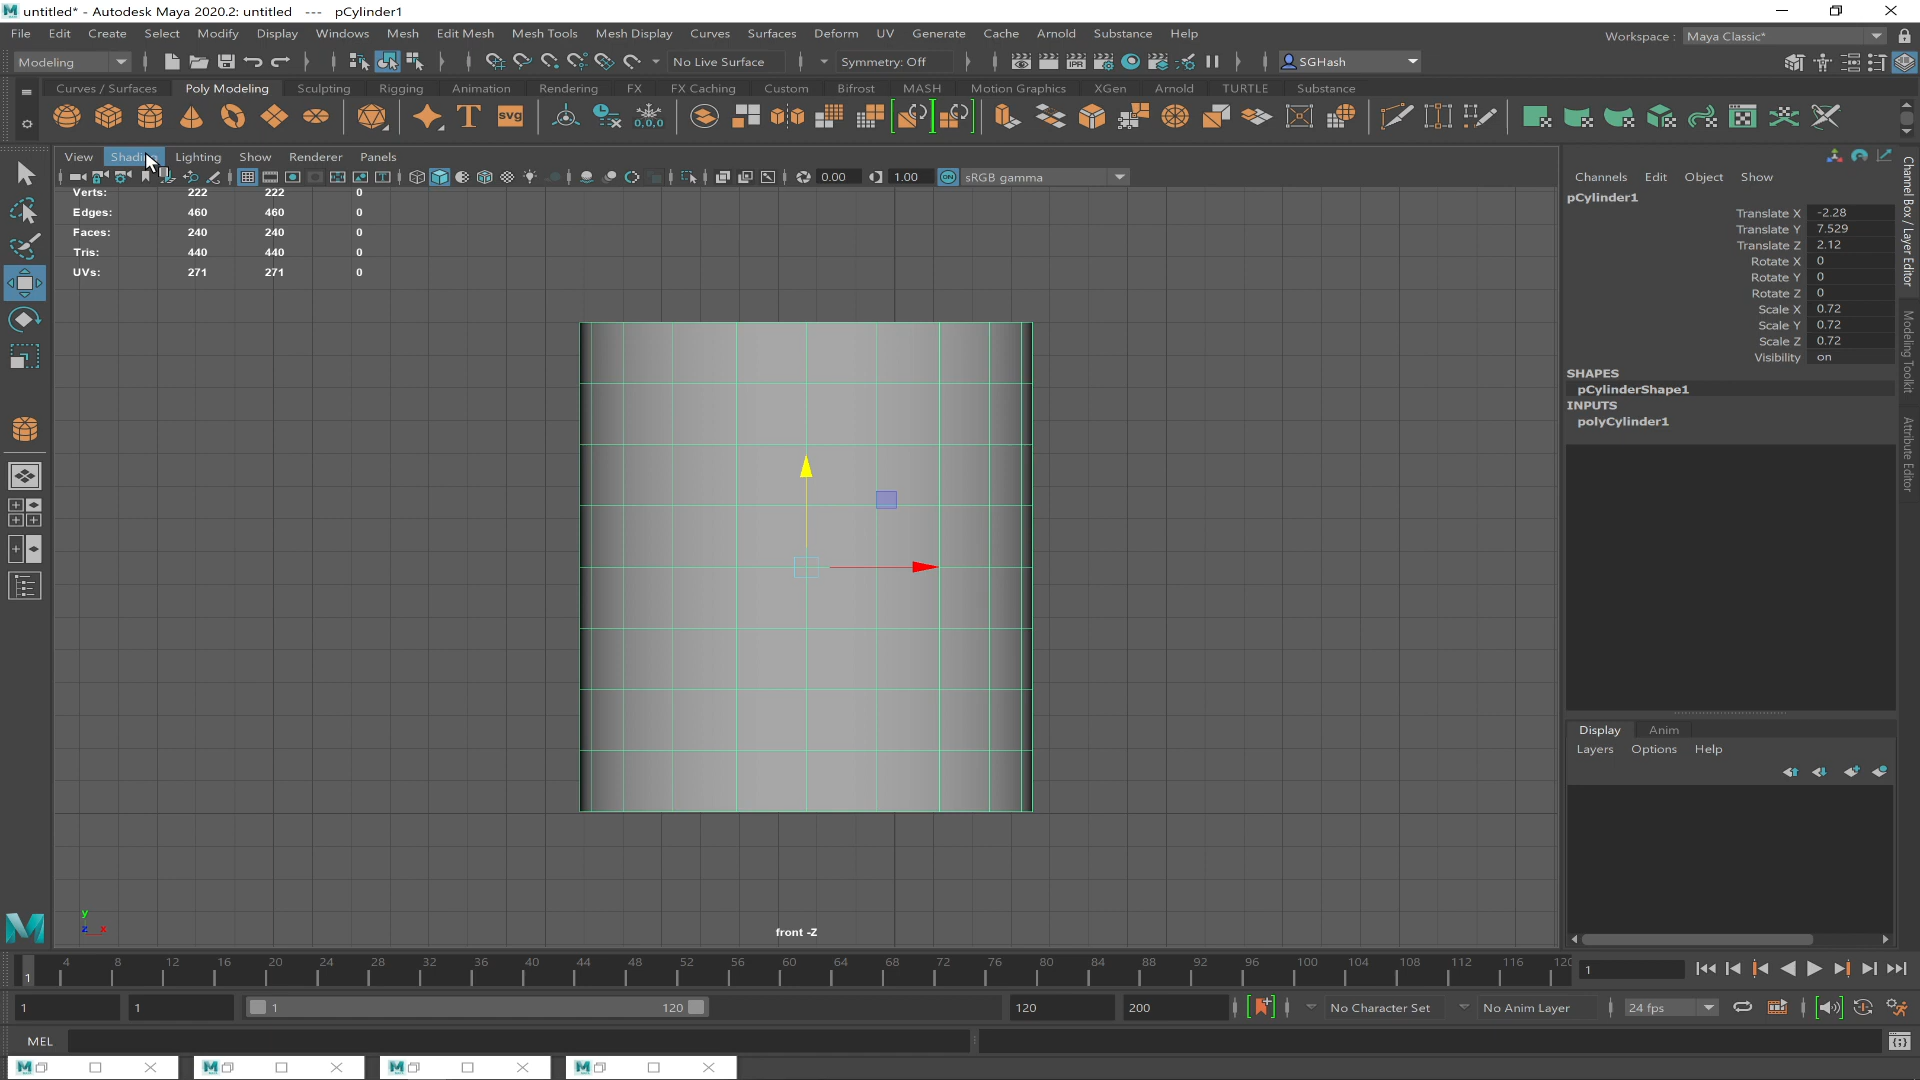 untitled* - Autodesk Maya 2020.2: untitled --- pCylinder1
File Edit Create Select Modify Display Windows Mesh Edit Mesh Mesh Tools Mesh Display Curves Surfaces Deform UV Generate Cache Arnold Substance Help
Workspace : Maya Classic*
Modeling No Live Surface Symmetry: Off SGHash
Curves / Surfaces Poly Modeling Sculpting Rigging Animation Rendering FX FX Caching Custom Bifrost MASH Motion Graphics XGen Arnold TURTLE Substance
T svg 0,0,0
View Shading Lighting Show Renderer Panels
0.00 1.00 ON sRGB gamma
Verts: 222 222 0
Edges: 460 460 0
Faces: 240 240 0
Tris: 440 440 0
UVs: 271 271 0
front -Z
y
z x
Channels Edit Object Show
pCylinder1
Translate X -2.28
Translate Y 7.529
Translate Z 2.12
Rotate X 0
Rotate Y 0
Rotate Z 0
Scale X 0.72
Scale Y 0.72
Scale Z 0.72
Visibility on
SHAPES
pCylinderShape1
INPUTS
polyCylinder1
Channel Box / Layer Editor
Modeling Toolkit
Attribute Editor
Display Anim
Layers Options Help
1 4 8 12 16 20 24 28 32 36 40 44 48 52 56 60 64 68 72 76 80 84 88 92 96 100 104 108 112 116 120 1
1 1 1 120 120 200 No Character Set No Anim Layer 24 fps
MEL